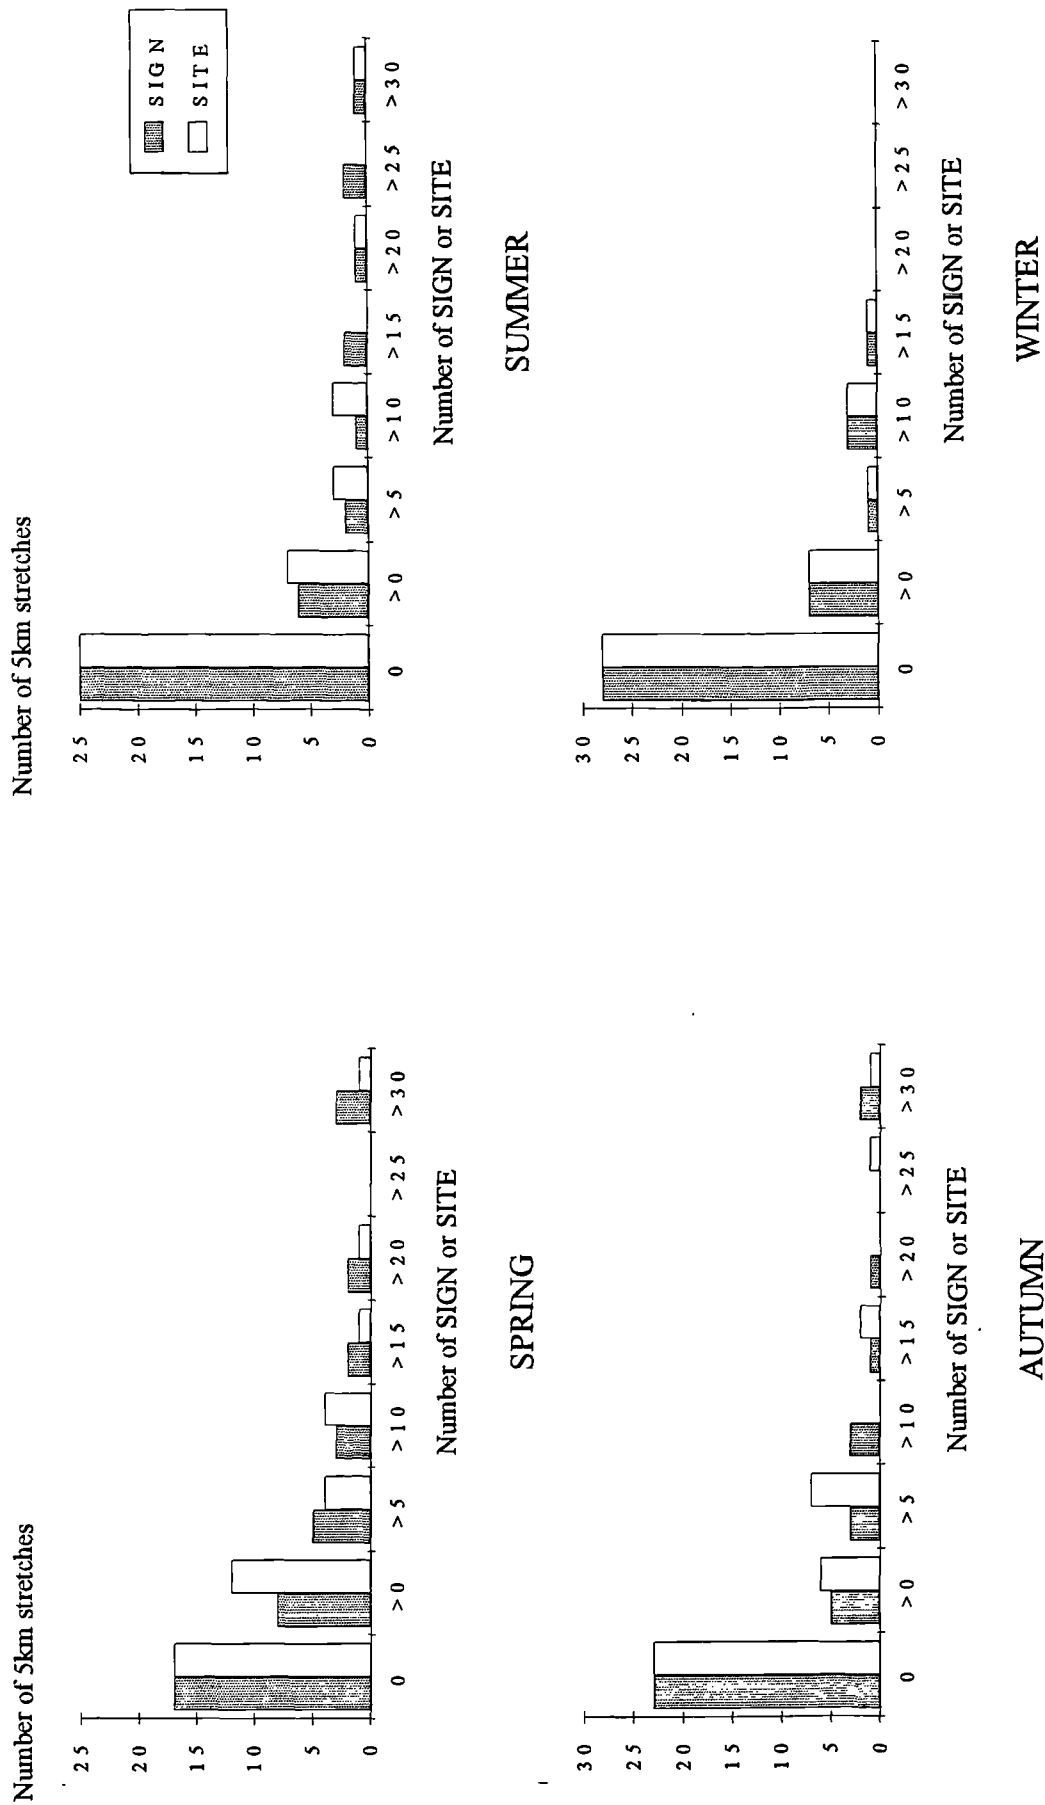 Number of 5km stretches
25
20
15
10
5
0
0 >0 >5 >10 >15 >20 >25 >30
Number of SIGN or SITE
SPRING
Number of 5km stretches
25
20
15
10
5
0
0 >0 >5 >10 >15 >20 >25 >30
Number of SIGN or SITE
SUMMER
SIGN
SITE
30
25
20
15
10
5
0
0 >0 >5 >10 >15 >20 >25 >30
Number of SIGN or SITE
AUTUMN
30
25
20
15
10
5
0
0 >0 >5 >10 >15 >20 >25 >30
Number of SIGN or SITE
WINTER